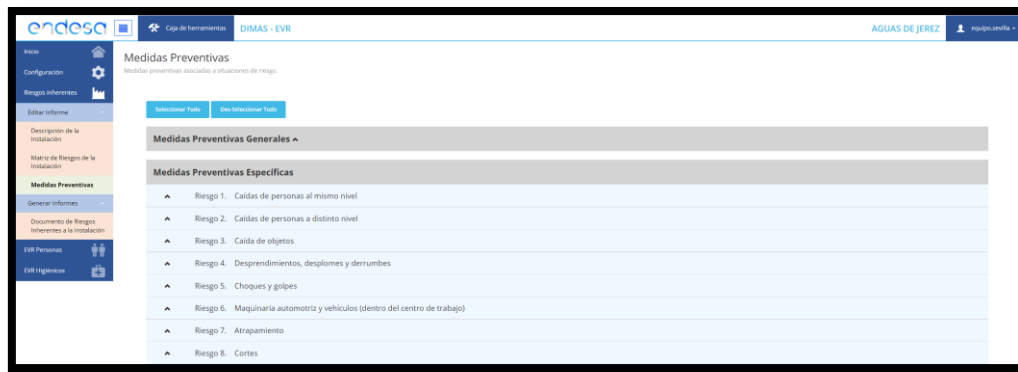 endesa
Caja de herramientas
DIMAS - EVR
AGUAS DE JEREZ
equipo.sevilla
Inicio
Configuración
Riesgos Inherentes
Editar Informe
Descripción de la
Instalación
Matriz de Riesgos de la
Instalación
Medidas Preventivas
Generar Informes
Documento de Riesgos
Inherentes a la Instalación
EVR Personas
EVR Higiénicos
Medidas Preventivas
Medidas preventivas asociadas a situaciones de riesgo.
Seleccionar Todo
Des-Seleccionar Todo
Medidas Preventivas Generales
Medidas Preventivas Específicas
Riesgo 1. Caídas de personas al mismo nivel
Riesgo 2. Caídas de personas a distinto nivel
Riesgo 3. Caída de objetos
Riesgo 4. Desprendimientos, desplomes y derrumbes
Riesgo 5. Choques y golpes
Riesgo 6. Maquinaria automotriz y vehículos (dentro del centro de trabajo)
Riesgo 7. Atrapamiento
Riesgo 8. Cortes